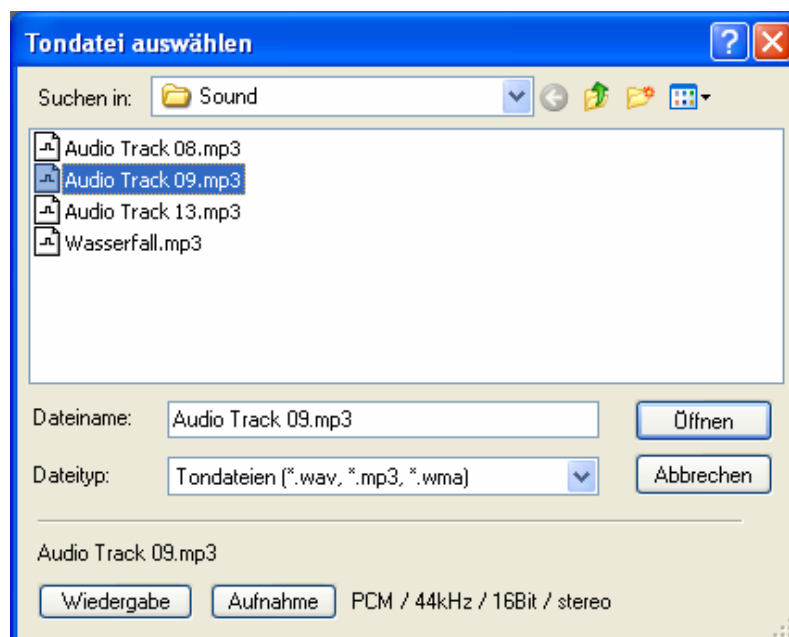 Tondatei auswählen
Suchen in: Sound
Audio Track 08.mp3
Audio Track 09.mp3
Audio Track 13.mp3
Wasserfall.mp3
Dateiname: Audio Track 09.mp3 Öffnen
Dateityp: Tondateien (*.wav, *.mp3, *.wma) Abbrechen
Audio Track 09.mp3
Wiedergabe Aufnahme PCM / 44kHz / 16Bit / stereo